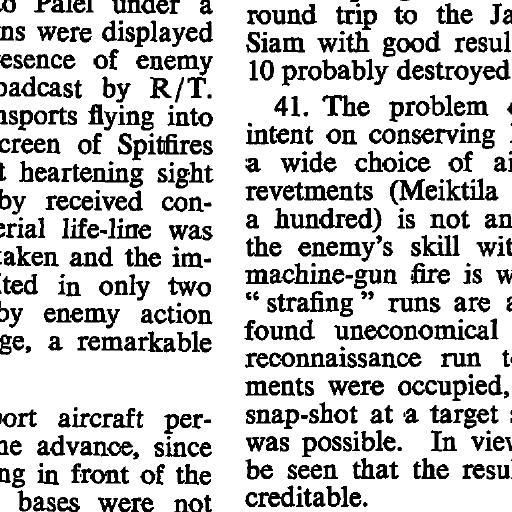 to Palel under a
ns were displayed
esence of enemy
oadcast by R/T.
nsports flying into
creen of Spitfires
t heartening sight
by received con-
erial life-line was
taken and the im-
ted in only two
by enemy action
ge, a remarkable
port aircraft per-
he advance, since
ng in front of the
bases were not
round trip to the Ja
Siam with good resul
10 probably destroyed
41. The problem
intent on conserving
a wide choice of ai
revetments (Meiktila
a hundred) is not an
the enemy's skill wit
machine-gun fire is w
“ strafing ” runs are a
found uneconomical
reconnaissance run t
ments were occupied,
snap-shot at a target
was possible. In view
be seen that the resu
creditable.